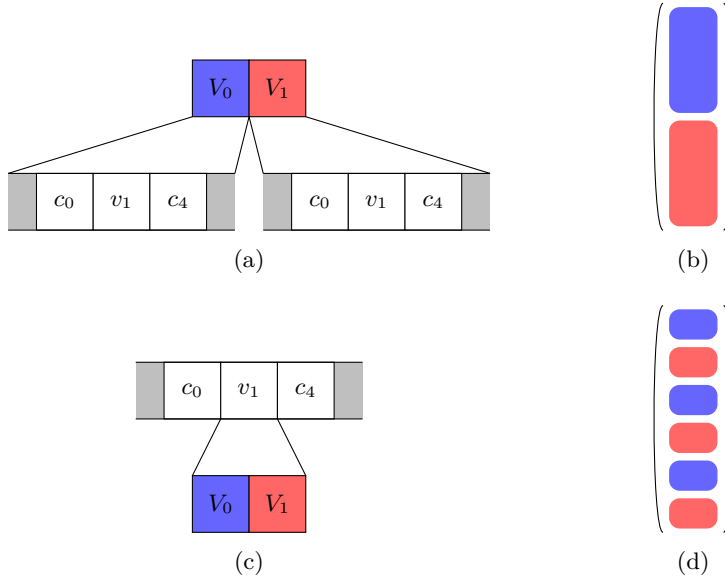 V₀ V₁
c₀ v₁ c₄ c₀ v₁ c₄
(a) (b)
c₀ v₁ c₄
V₀ V₁
(c) (d)